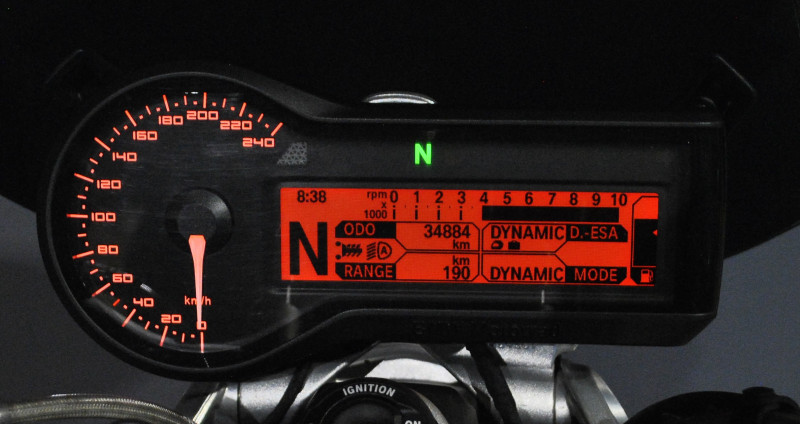 240
220
200
180
160
140
120
100
80
60
40
20
0
km/h
N
8:38
rpm x 1000
0 1 2 3 4 5 6 7 8 9 10
N
ODO 34884 km
RANGE km 190
DYNAMIC D.-ESA
DYNAMIC MODE
A
IGNITION
ON